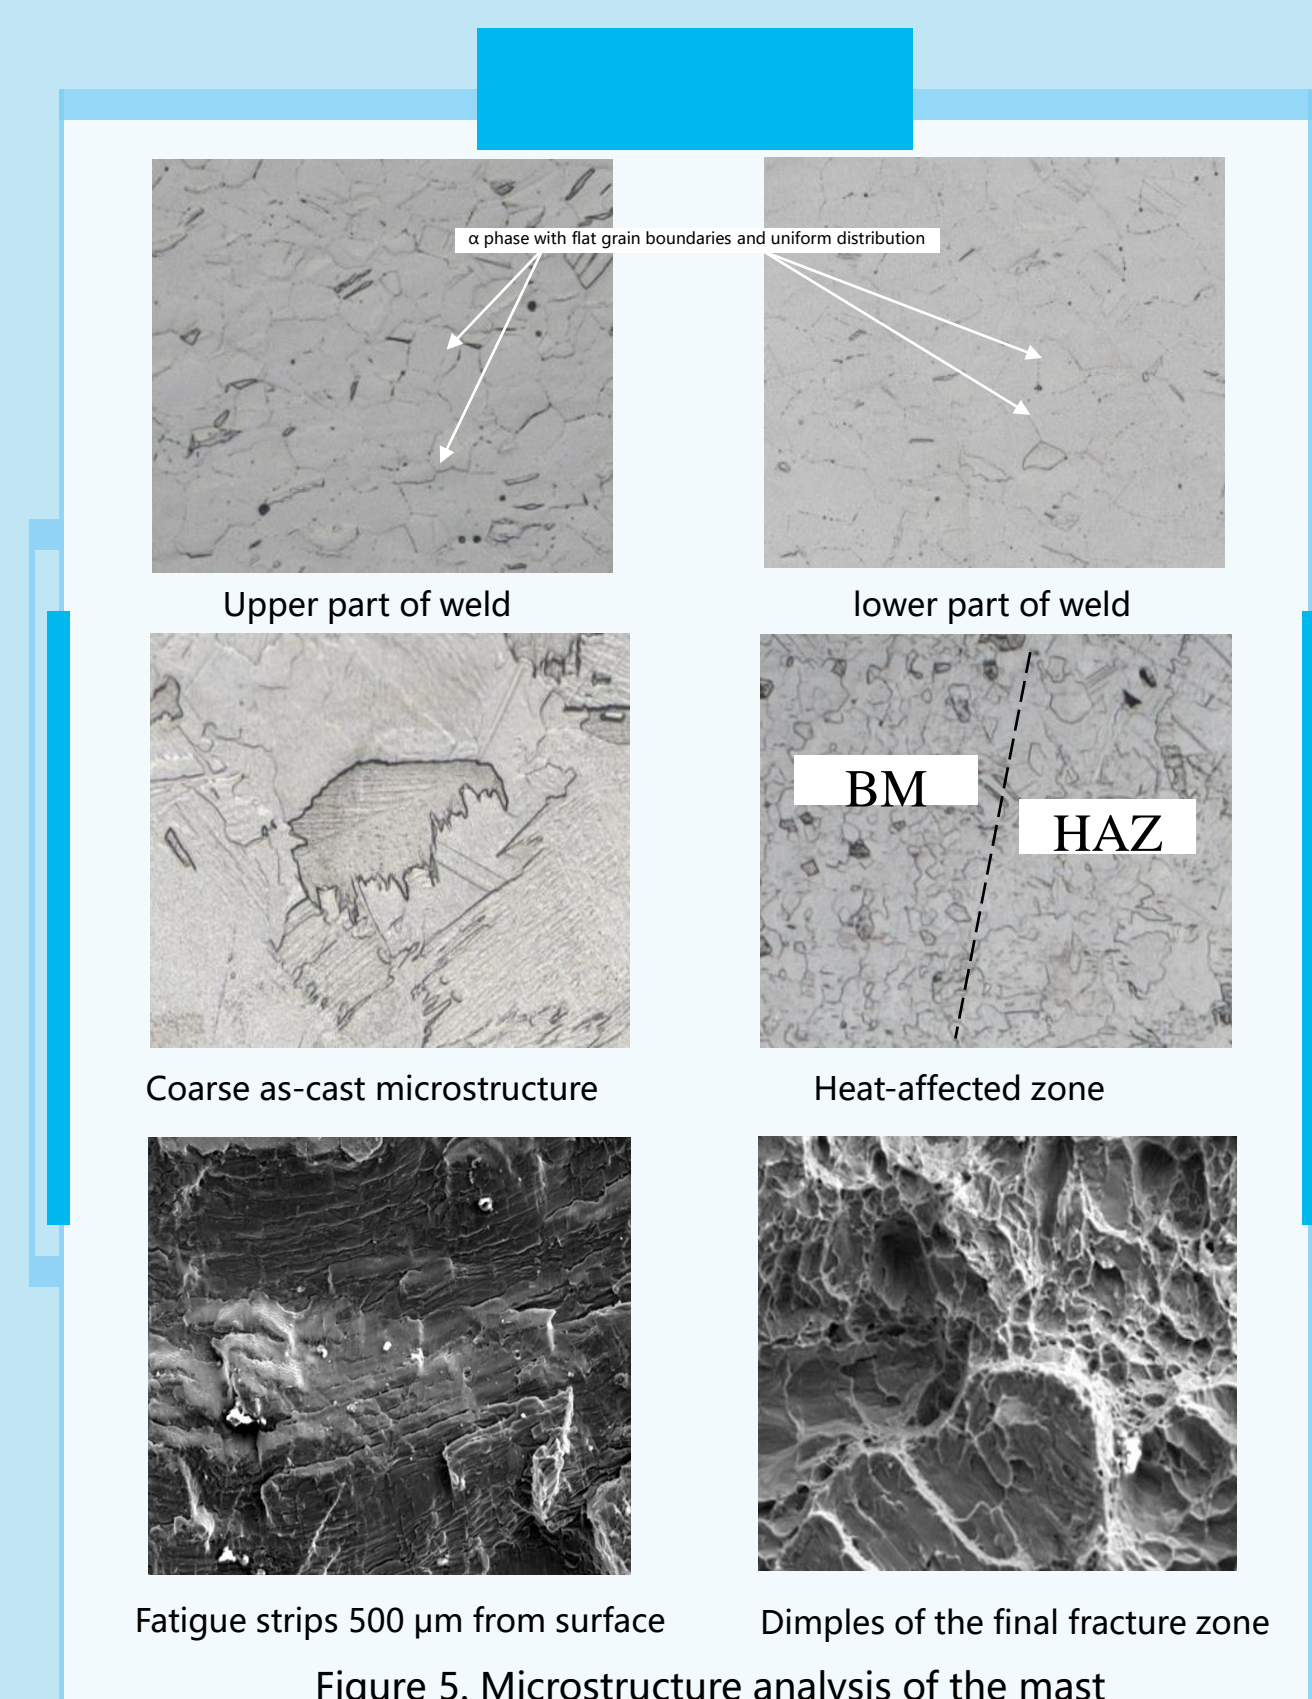 α phase with flat grain boundaries and uniform distribution
Upper part of weld
lower part of weld
BM
HAZ
Coarse as-cast microstructure
Heat-affected zone
Fatigue strips 500 μm from surface
Dimples of the final fracture zone
Figure 5. Microstructure analysis of the mast